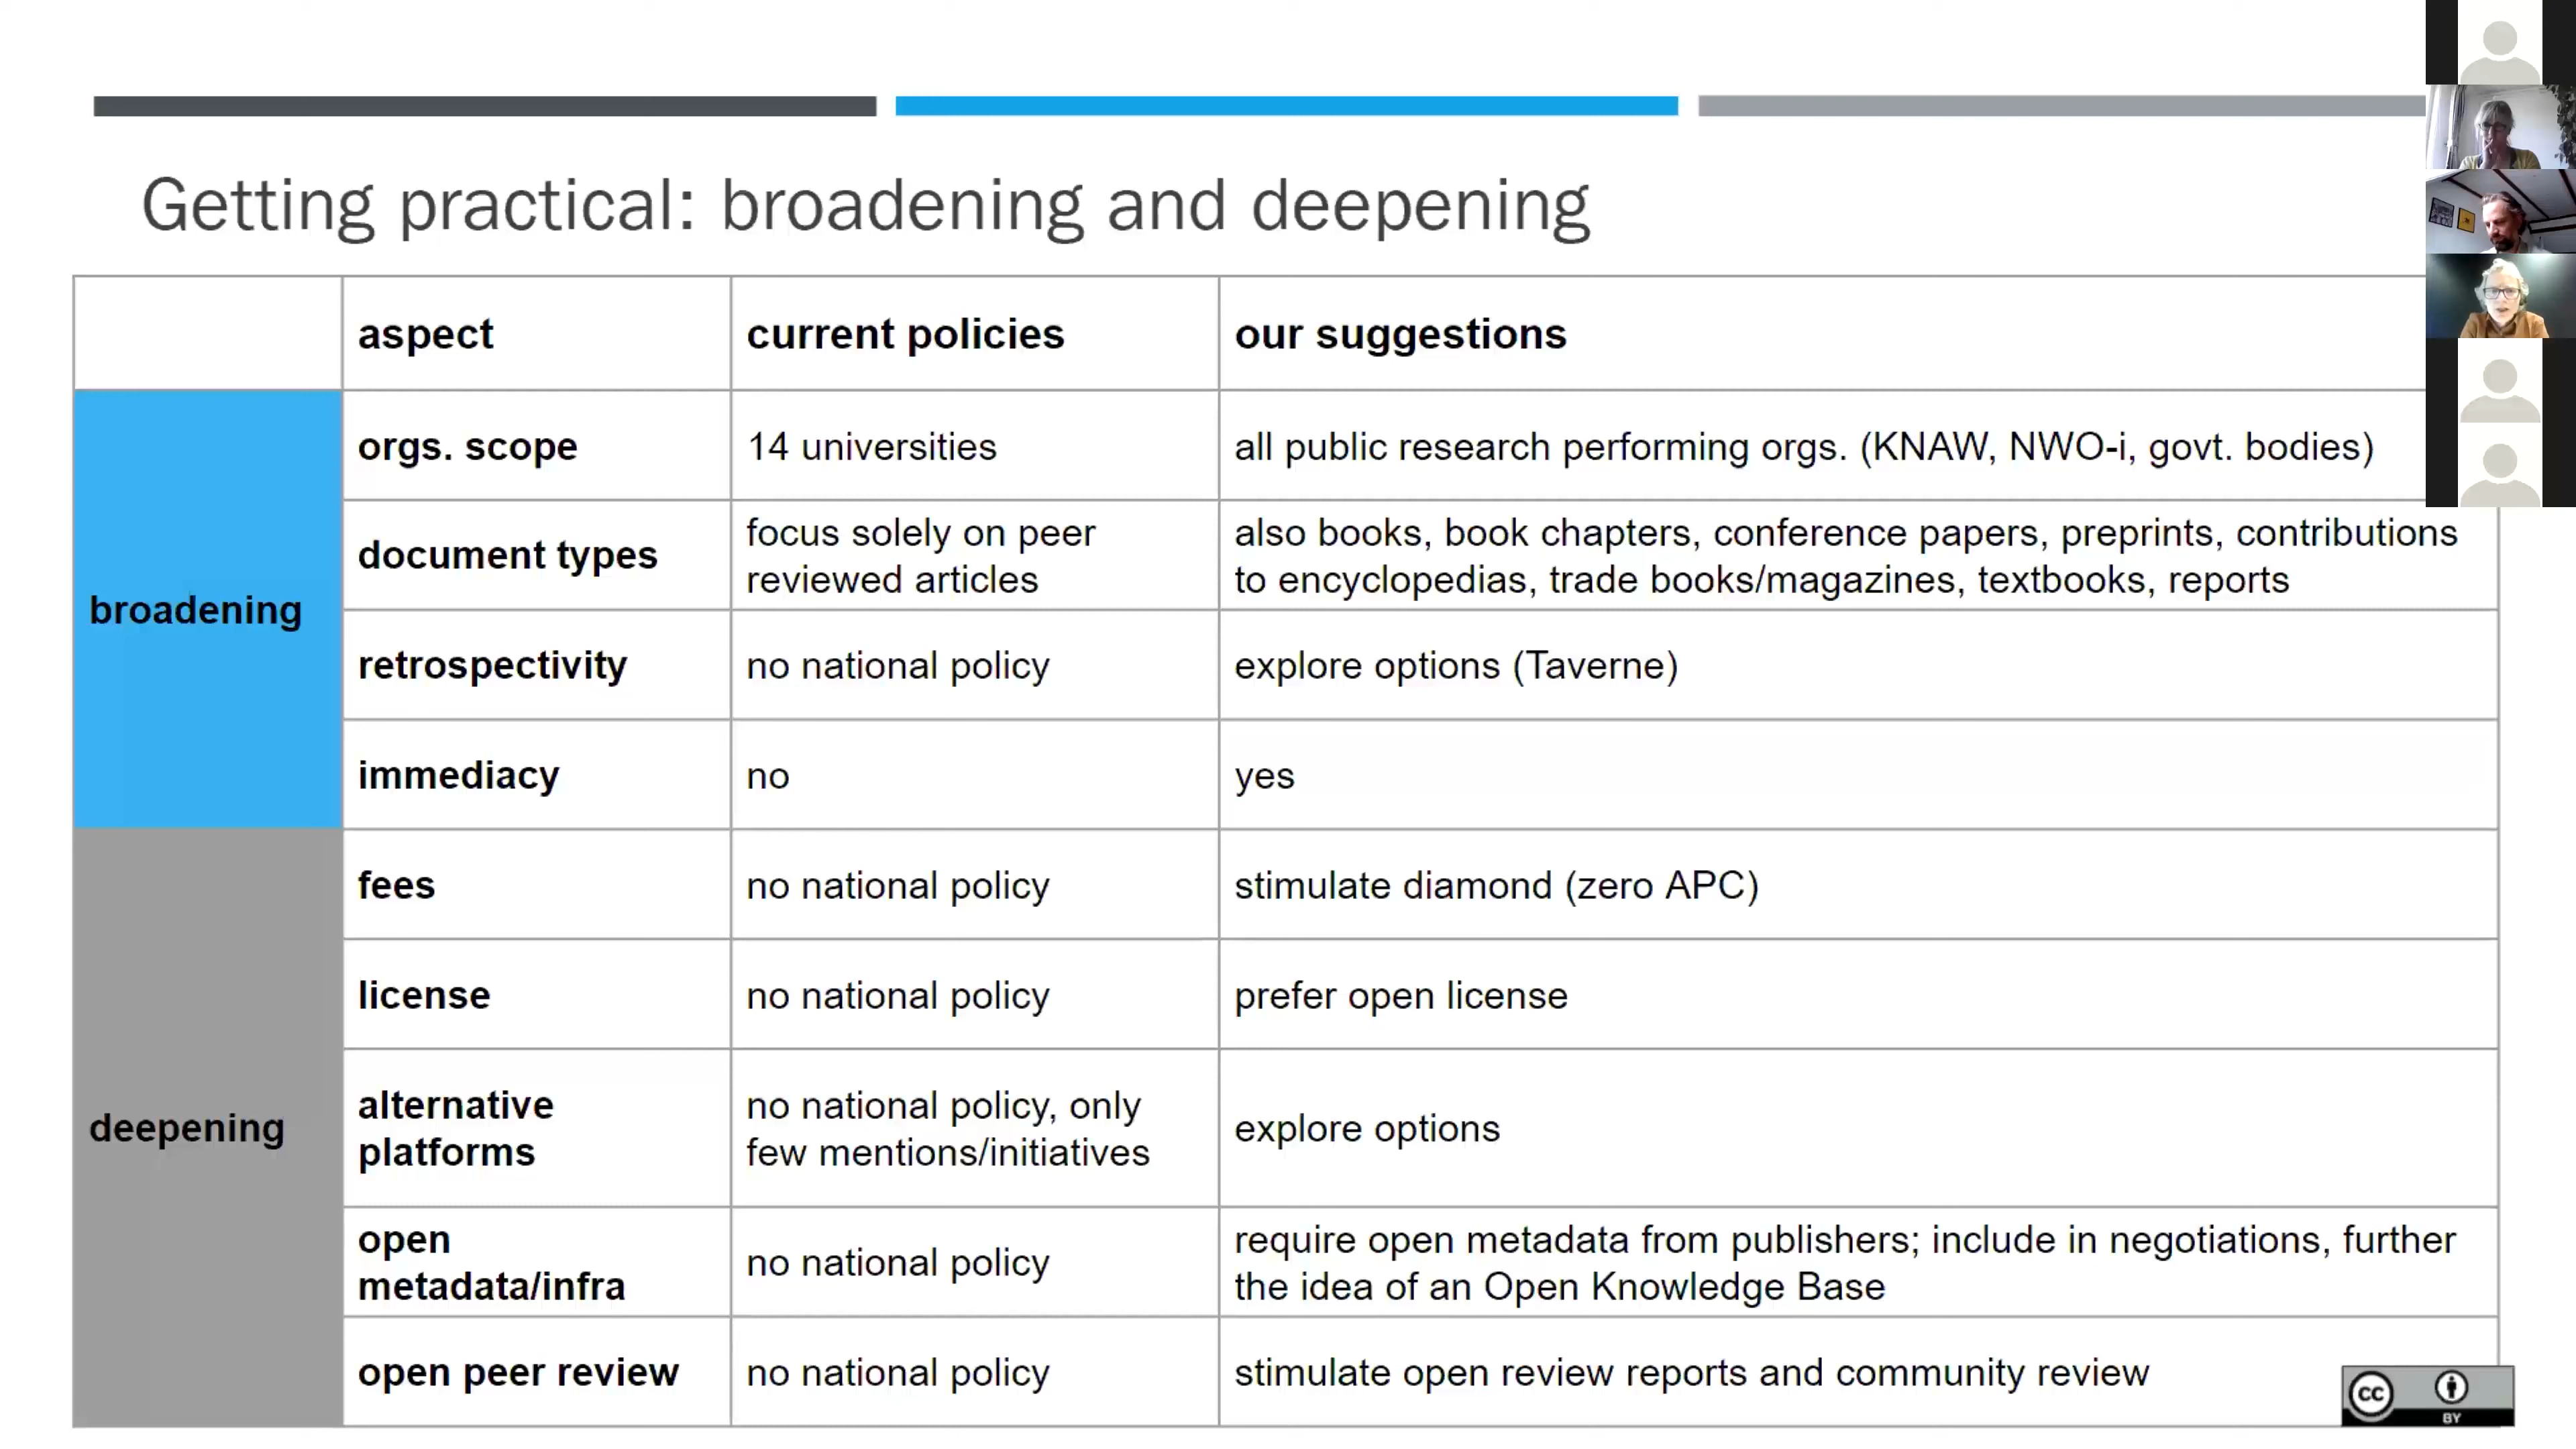 Getting practical: broadening and deepening
aspect
current policies
our suggestions
broadening
orgs. scope
14 universities
all public research performing orgs. (KNAW, NWO-i, govt. bodies)
document types
focus solely on peer
reviewed articles
also books, book chapters, conference papers, preprints, contributions
to encyclopedias, trade books/magazines, textbooks, reports
retrospectivity
no national policy
explore options (Taverne)
immediacy
no
yes
deepening
fees
no national policy
stimulate diamond (zero APC)
license
no national policy
prefer open license
alternative
platforms
no national policy, only
few mentions/initiatives
explore options
open
metadata/infra
no national policy
require open metadata from publishers; include in negotiations, further
the idea of an Open Knowledge Base
open peer review
no national policy
stimulate open review reports and community review
cc
BY